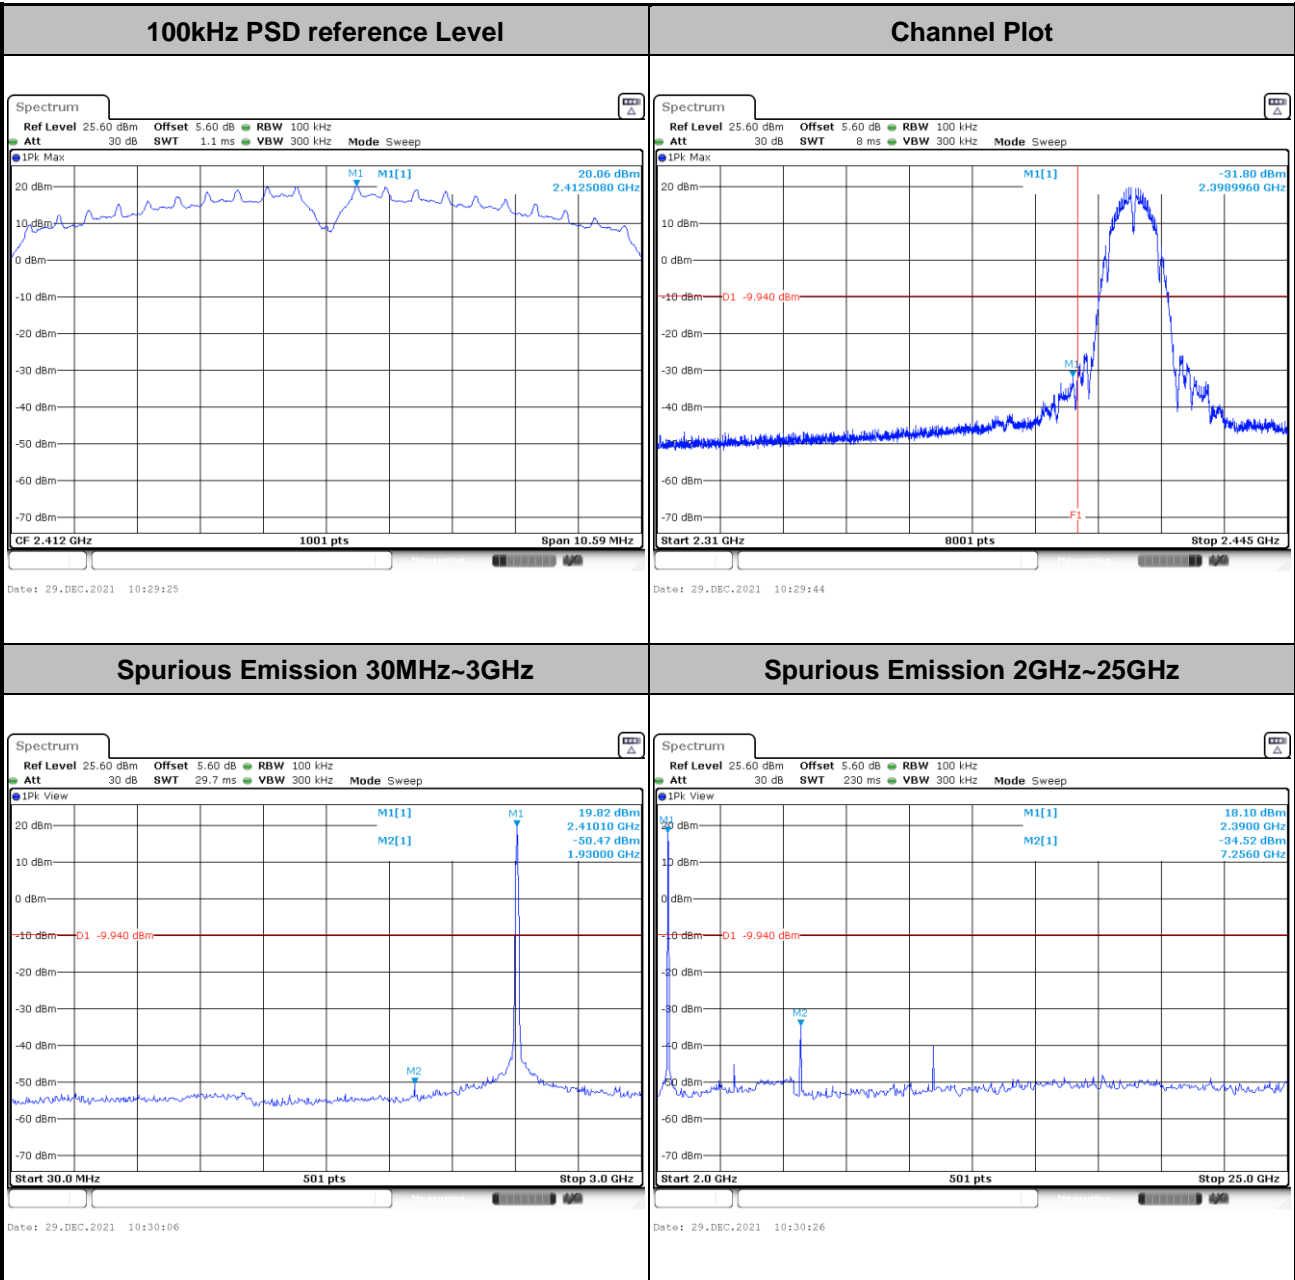 100kHz PSD reference Level
Channel Plot
Spectrum
Ref Level 25.60 dBm Offset 5.60 dB RBW 100 kHz
Att 30 dB SWT 1.1 ms VBW 300 kHz Mode Sweep
1Pk Max
M1 M1[1] 20.06 dBm
2.4125080 GHz
20 dBm
10 dBm
0 dBm
-10 dBm
-20 dBm
-30 dBm
-40 dBm
-50 dBm
-60 dBm
-70 dBm
CF 2.412 GHz 1001 pts Span 10.59 MHz
Date: 29.DEC.2021 10:29:25
Spectrum
Ref Level 25.60 dBm Offset 5.60 dB RBW 100 kHz
Att 30 dB SWT 8 ms VBW 300 kHz Mode Sweep
1Pk Max
M1[1] -31.80 dBm
2.3989960 GHz
20 dBm
10 dBm
0 dBm
-10 dBm D1 -9.940 dBm
-20 dBm
-30 dBm
M1
-40 dBm
-50 dBm
-60 dBm
-70 dBm
F1
Start 2.31 GHz 8001 pts Stop 2.445 GHz
Date: 29.DEC.2021 10:29:44
Spurious Emission 30MHz~3GHz
Spurious Emission 2GHz~25GHz
Spectrum
Ref Level 25.60 dBm Offset 5.60 dB RBW 100 kHz
Att 30 dB SWT 29.7 ms VBW 300 kHz Mode Sweep
1Pk View
M1[1] M1 19.82 dBm
2.41010 GHz
M2[1] -50.47 dBm
1.93000 GHz
20 dBm
10 dBm
0 dBm
-10 dBm D1 -9.940 dBm
-20 dBm
-30 dBm
-40 dBm
M2
-50 dBm
-60 dBm
-70 dBm
Start 30.0 MHz 501 pts Stop 3.0 GHz
Date: 29.DEC.2021 10:30:06
Spectrum
Ref Level 25.60 dBm Offset 5.60 dB RBW 100 kHz
Att 30 dB SWT 230 ms VBW 300 kHz Mode Sweep
1Pk View
M1[1] 18.10 dBm
2.3900 GHz
M2[1] -34.52 dBm
7.2560 GHz
M1
20 dBm
10 dBm
0 dBm
-10 dBm D1 -9.940 dBm
-20 dBm
-30 dBm
M2
-40 dBm
-50 dBm
-60 dBm
-70 dBm
Start 2.0 GHz 501 pts Stop 25.0 GHz
Date: 29.DEC.2021 10:30:26